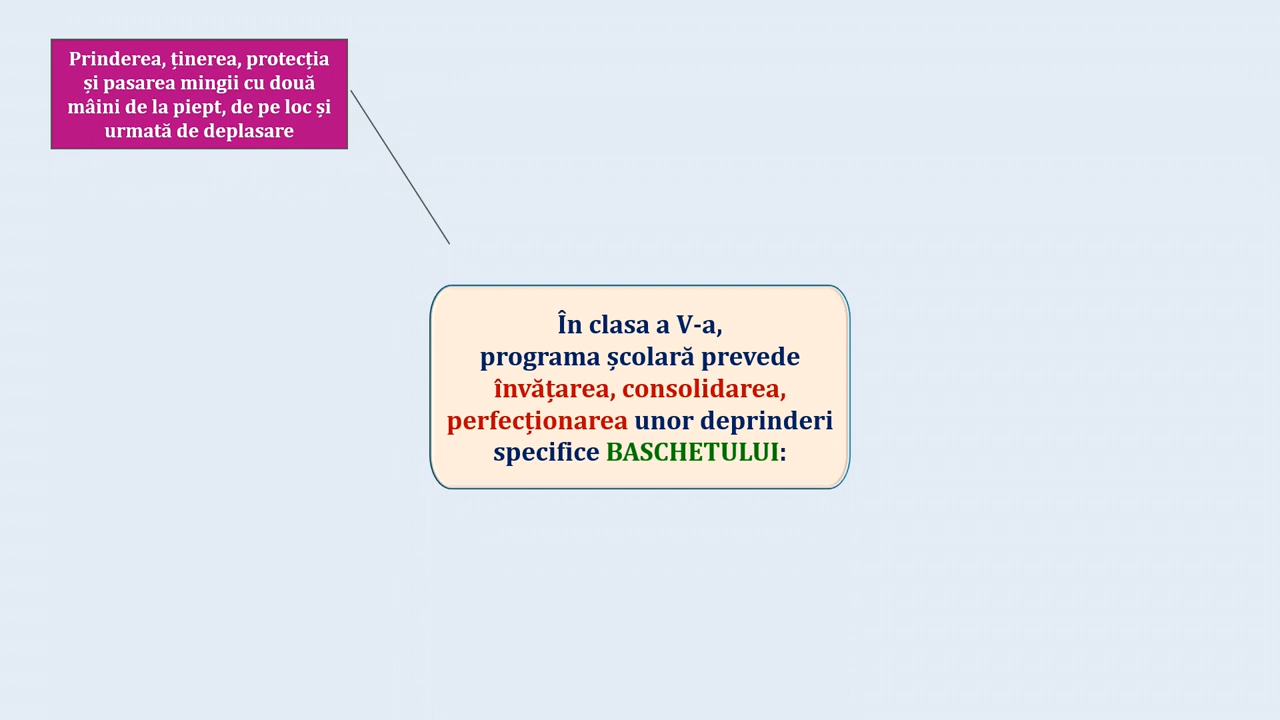 Prinderea, ținerea, protecția
și pasarea mingii cu două
mâini de la piept, de pe loc și
urmată de deplasare
În clasa a V-a,
programa școlară prevede
învățarea, consolidarea,
perfecționarea unor deprinderi
specifice BASCHETULUI: